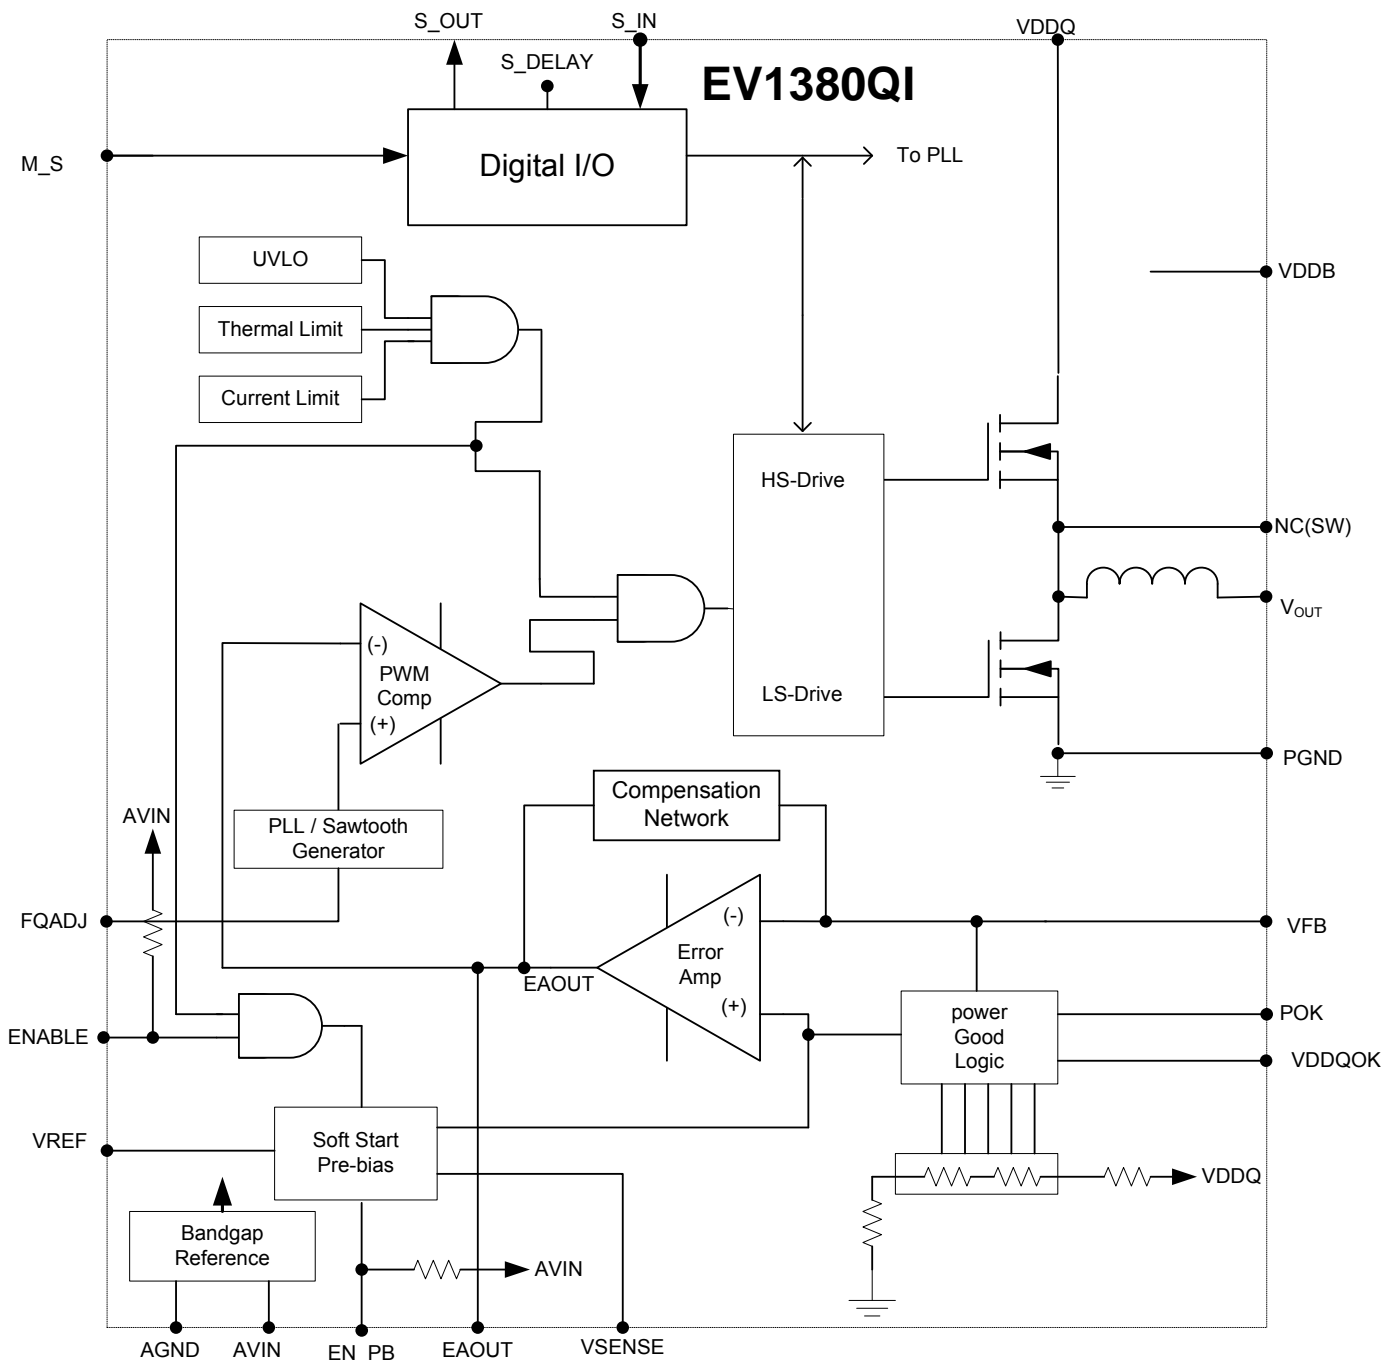 S_OUT
S_IN
VDDQ
S_DELAY
EV1380QI
M_S
Digital I/O
To PLL
UVLO
VDDB
Thermal Limit
Current Limit
HS-Drive
NC(SW)
VOUT
(-)
PWM
Comp
(+)
LS-Drive
PGND
Compensation
Network
AVIN
PLL / Sawtooth
Generator
FQADJ
(-)
VFB
Error
Amp
EAOUT
(+)
power
Good
Logic
POK
ENABLE
VDDQOK
VREF
Soft Start
Pre-bias
VDDQ
Bandgap
Reference
AVIN
AGND
AVIN
EN_PB
EAOUT
VSENSE